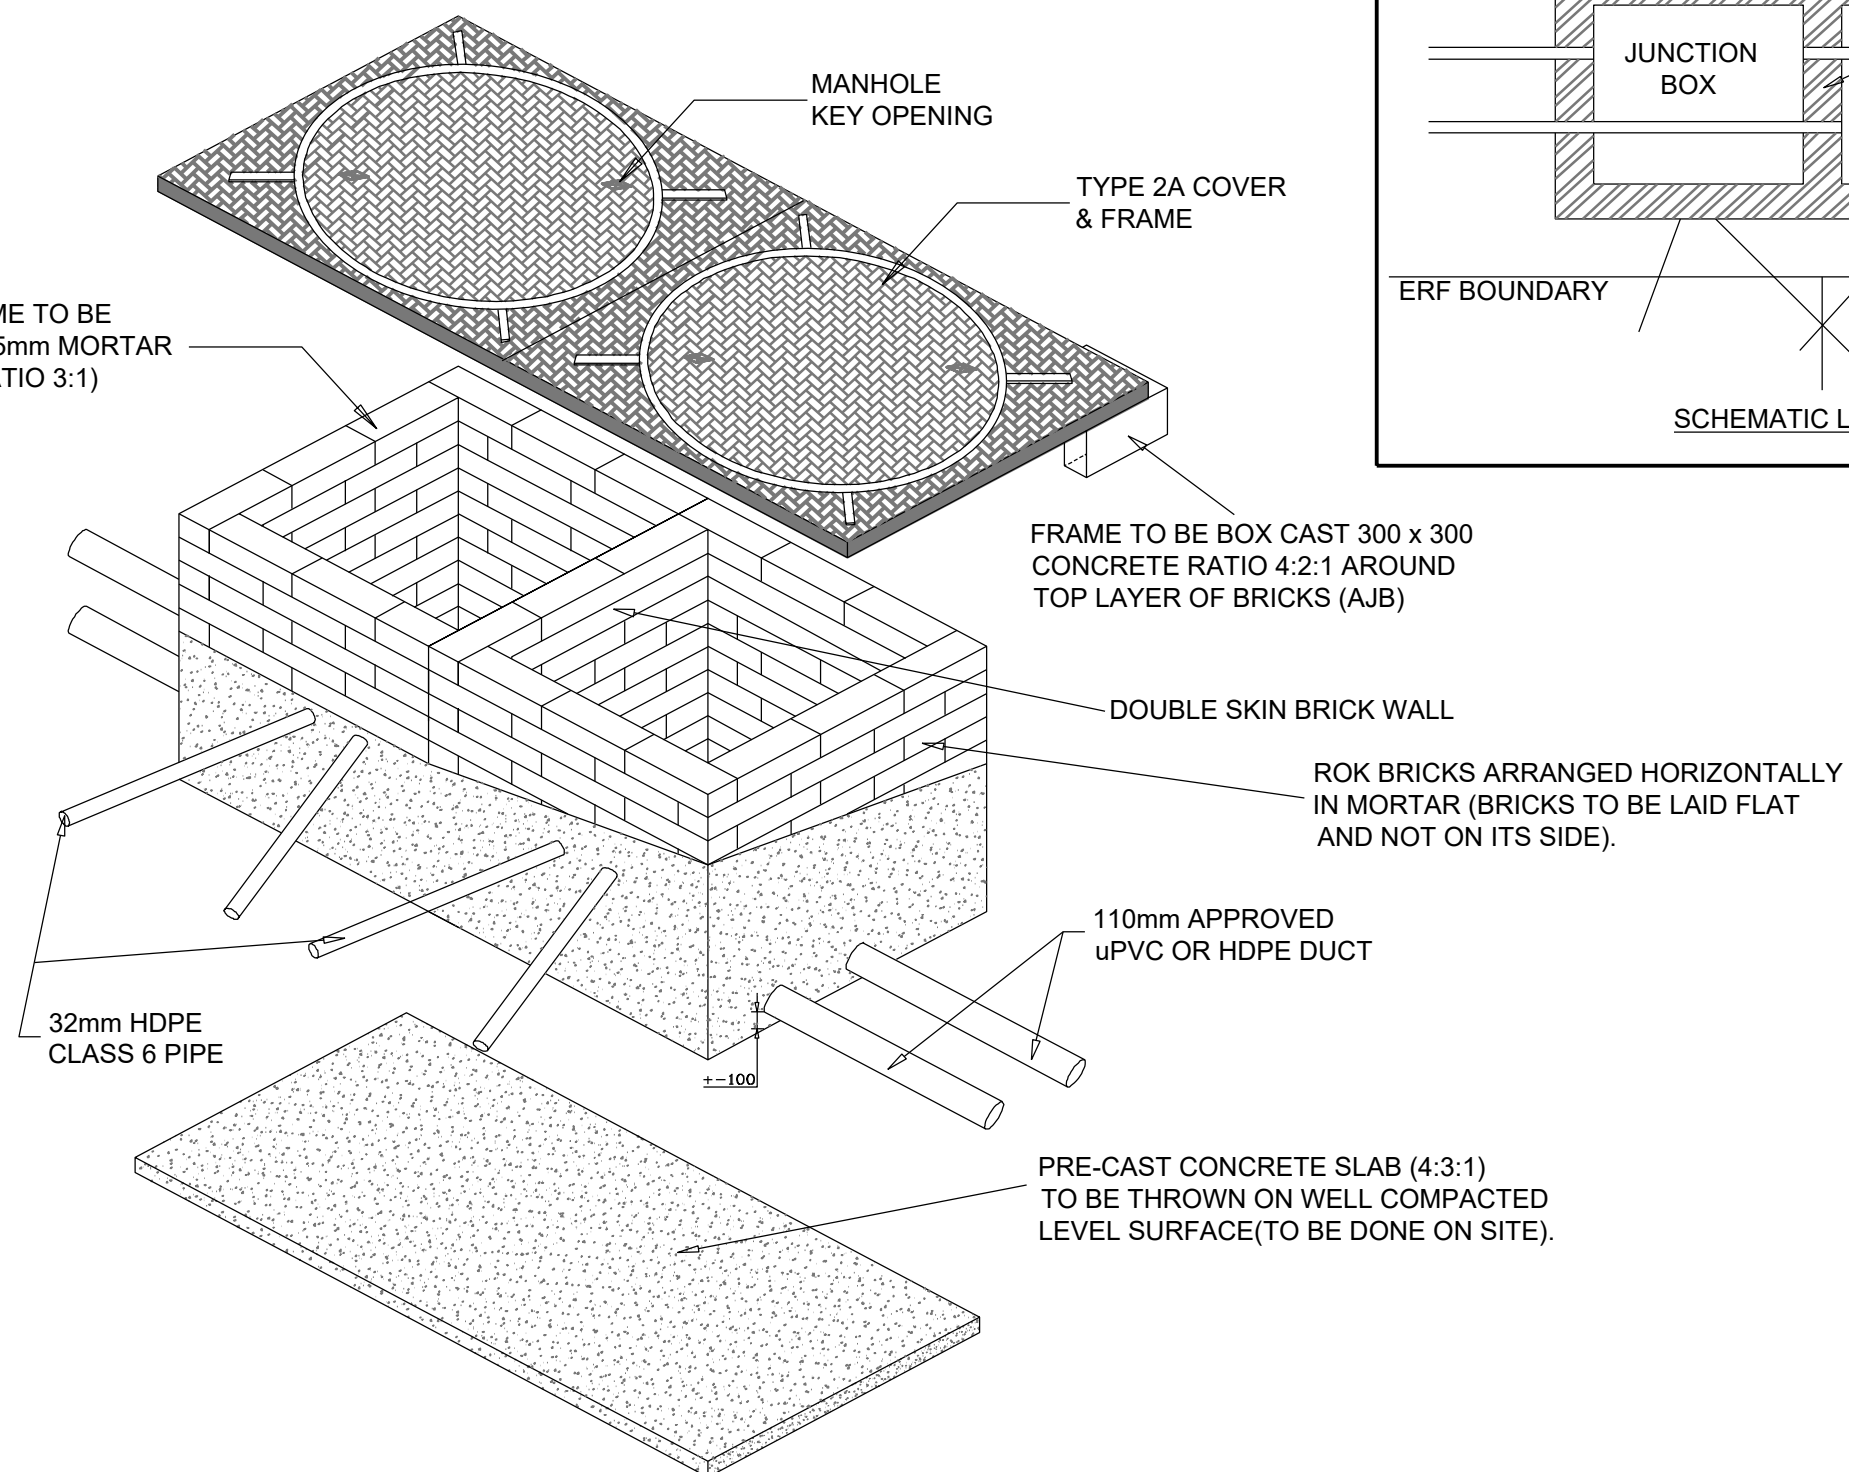 JUNCTION
BOX
MANHOLE
KEY OPENING
TYPE 2A COVER
& FRAME
ERF BOUNDARY
TO BE
MORTAR
3:1)
SCHEMATIC
FRAME TO BE BOX CAST 300 x 300
CONCRETE RATIO 4:2:1 AROUND
TOP LAYER OF BRICKS (AJB)
DOUBLE SKIN BRICK WALL
ROK BRICKS ARRANGED HORIZONTALLY
IN MORTAR (BRICKS TO BE LAID FLAT
AND NOT ON ITS SIDE).
110mm APPROVED
uPVC OR HDPE DUCT
32mm HDPE
CLASS 6 PIPE
+-100
PRE-CAST CONCRETE SLAB (4:3:1)
TO BE THROWN ON WELL COMPACTED
LEVEL SURFACE(TO BE DONE ON SITE).